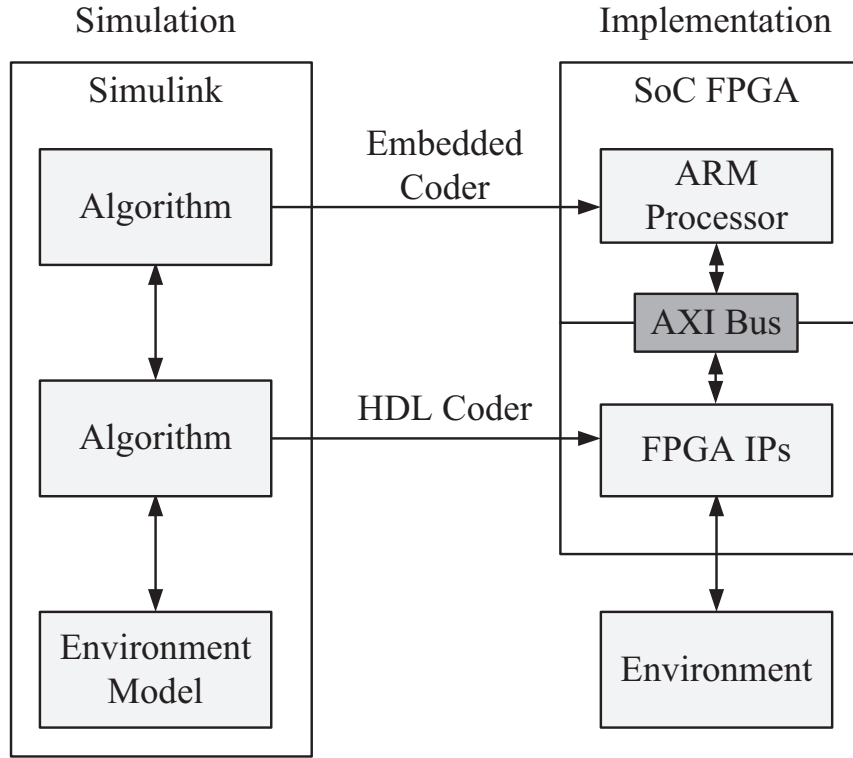 Simulation
Implementation
Simulink
SoC FPGA
Algorithm
Embedded
Coder
ARM
Processor
AXI Bus
Algorithm
HDL Coder
FPGA IPs
Environment
Model
Environment